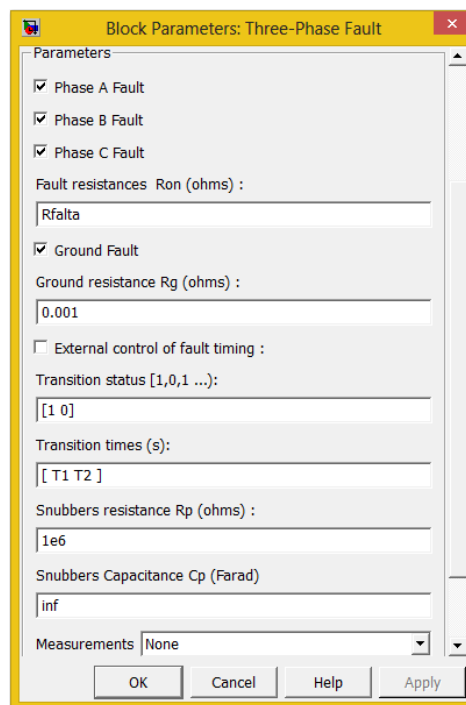 Block Parameters: Three-Phase Fault
Parameters
Phase A Fault
Phase B Fault
Phase C Fault
Fault resistances Ron (ohms) :
Rfalta
Ground Fault
Ground resistance Rg (ohms) :
0.001
External control of fault timing :
Transition status [1,0,1 ...):
[1 0]
Transition times (s):
[ T1 T2 ]
Snubbers resistance Rp (ohms) :
1e6
Snubbers Capacitance Cp (Farad)
inf
Measurements None
OK Cancel Help Apply